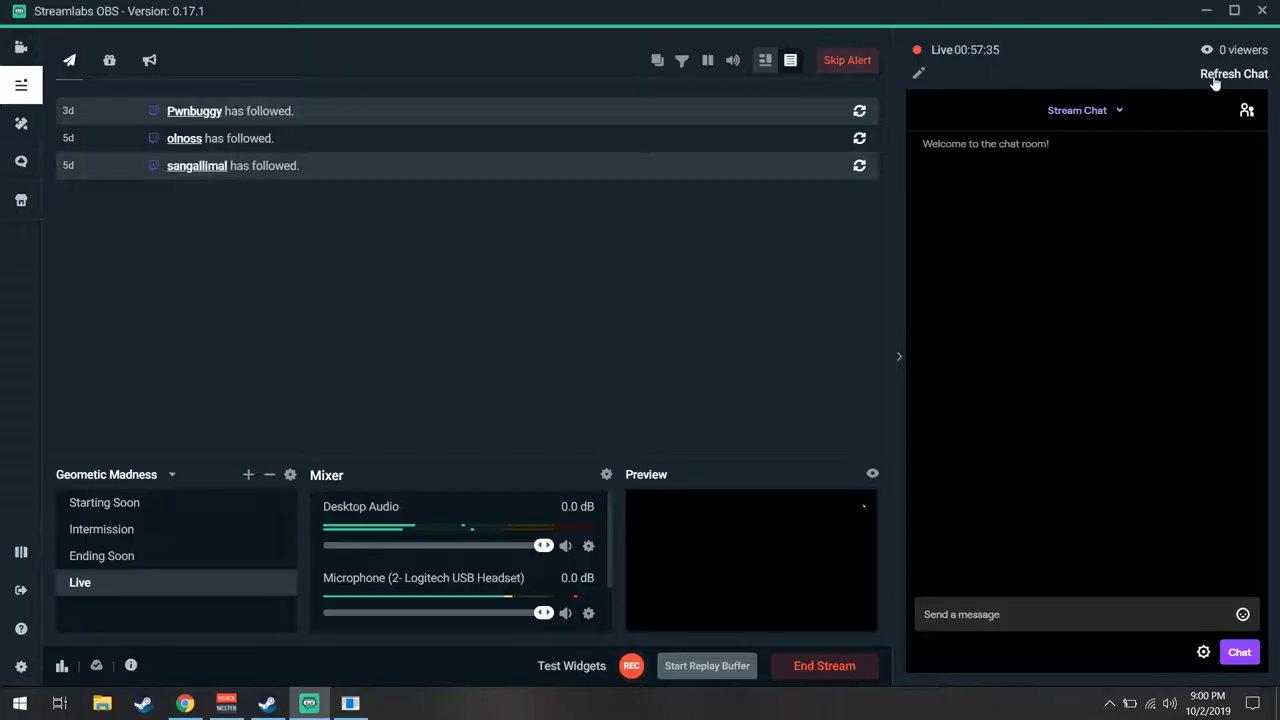 Streamlabs OBS - Version: 0.17.1
Skip Alert
Live 00:57:35
0 viewers
Refresh Chat
3d Pwnbuggy has followed.
5d olnoss has followed.
5d sangallimal has followed.
Stream Chat
Welcome to the chat room!
Geometic Madness
Starting Soon
Intermission
Ending Soon
Live
Mixer
Desktop Audio 0.0 dB
Microphone (2- Logitech USB Headset) 0.0 dB
Preview
Send a message
Chat
Test Widgets
REC
Start Replay Buffer
End Stream
VOICE
MEETER
9:00 PM
10/2/2019